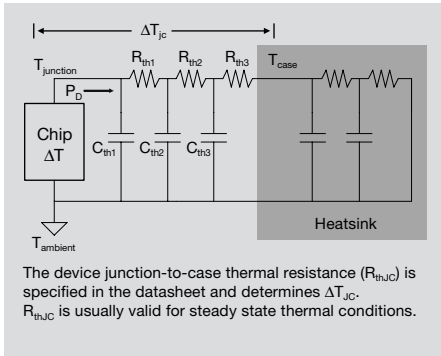 ΔTjc
Rth1 Rth2 Rth3
Tjunction
Tcase
PD
Chip
ΔT
Cth1 Cth2 Cth3
Heatsink
Tambient
The device junction-to-case thermal resistance (RthJC) is
specified in the datasheet and determines ΔTJC.
RthJC is usually valid for steady state thermal conditions.